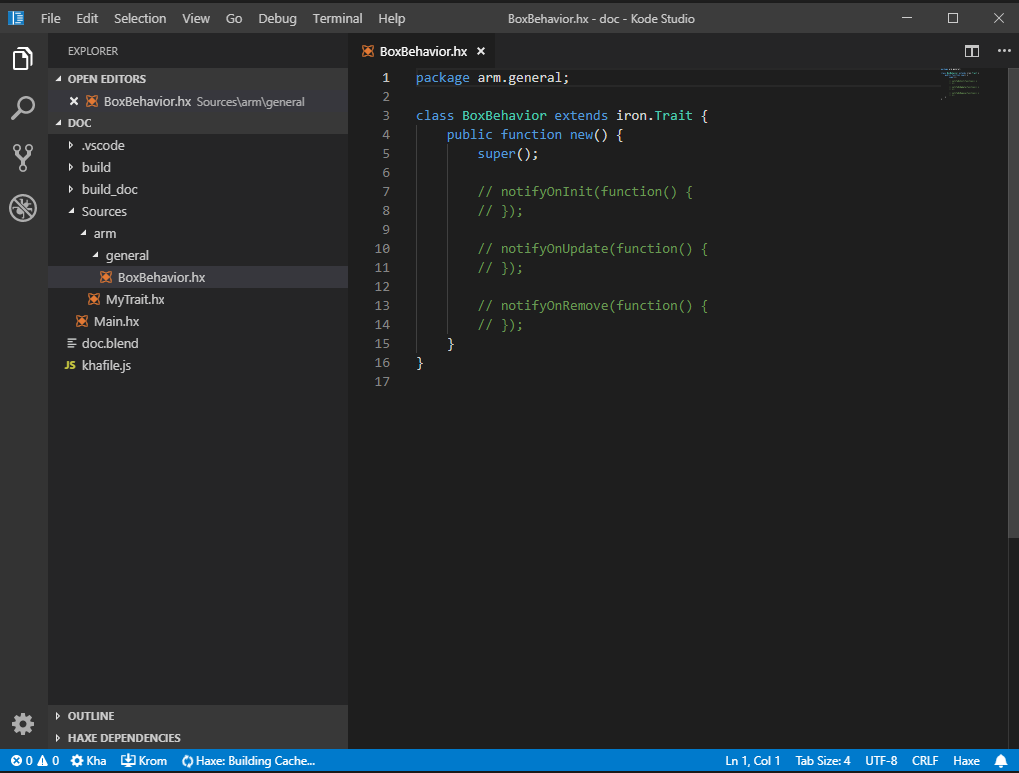 File Edit Selection View Go Debug Terminal Help BoxBehavior.hx - doc - Kode Studio
EXPLORER
OPEN EDITORS
BoxBehavior.hx Sources\arm\general
DOC
.vscode
build
build_doc
Sources
arm
general
BoxBehavior.hx
MyTrait.hx
Main.hx
doc.blend
JS khafile.js
OUTLINE
HAXE DEPENDENCIES
BoxBehavior.hx
1 package arm.general;
2
3 class BoxBehavior extends iron.Trait {
4 public function new() {
5 super();
6
7 // notifyOnInit(function() {
8 // });
9
10 // notifyOnUpdate(function() {
11 // });
12
13 // notifyOnRemove(function() {
14 // });
15 }
16 }
17
0 0 Kha Krom Haxe: Building Cache... Ln 1, Col 1 Tab Size: 4 UTF-8 CRLF Haxe